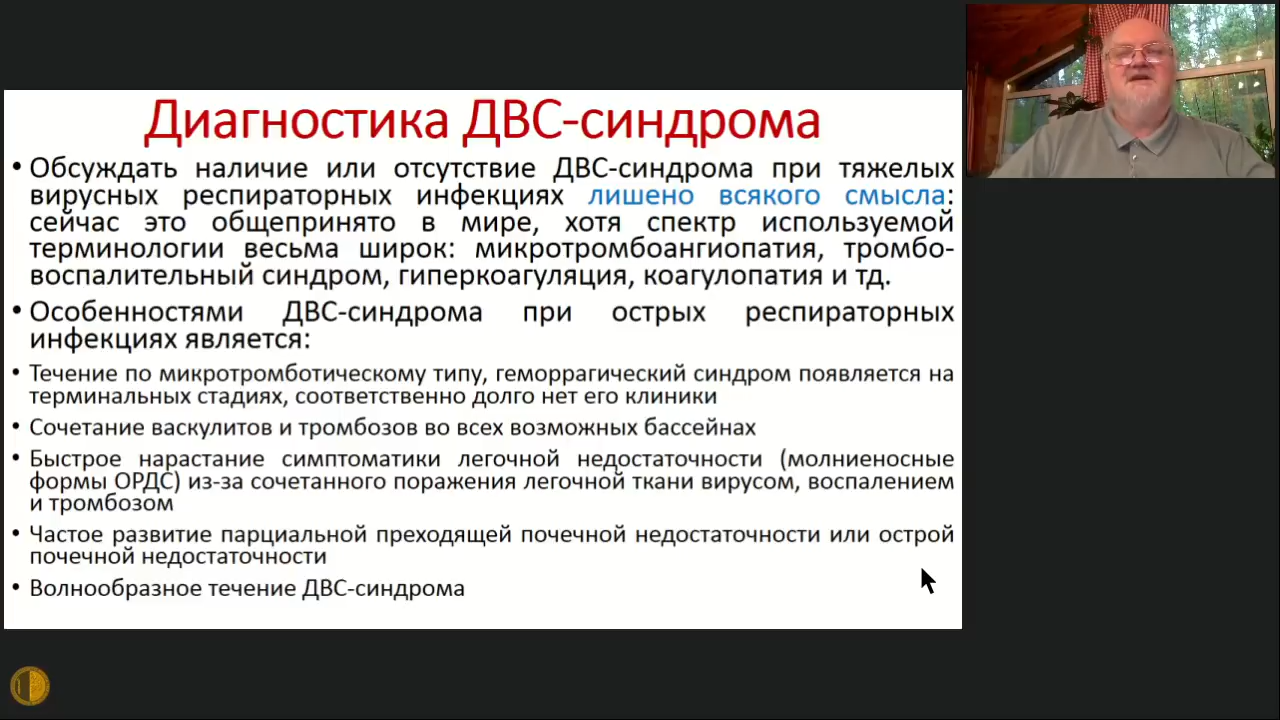 Диагностика ДВС-синдрома
• Обсуждать наличие или отсутствие ДВС-синдрома при тяжелых
вирусных респираторных инфекциях лишено всякого смысла:
сейчас это общепринято в мире, хотя спектр используемой
терминологии весьма широк: микротромбоангиопатия, тромбо-
воспалительный синдром, гиперкоагуляция, коагулопатия и тд.
• Особенностями ДВС-синдрома при острых респираторных
инфекциях является:
• Течение по микротромботическому типу, геморрагический синдром появляется на
терминальных стадиях, соответственно долго нет его клиники
• Сочетание васкулитов и тромбозов во всех возможных бассейнах
• Быстрое нарастание симптоматики легочной недостаточности (молниеносные
формы ОРДС) из-за сочетанного поражения легочной ткани вирусом, воспалением
и тромбозом
• Частое развитие парциальной преходящей почечной недостаточности или острой
почечной недостаточности
• Волнообразное течение ДВС-синдрома